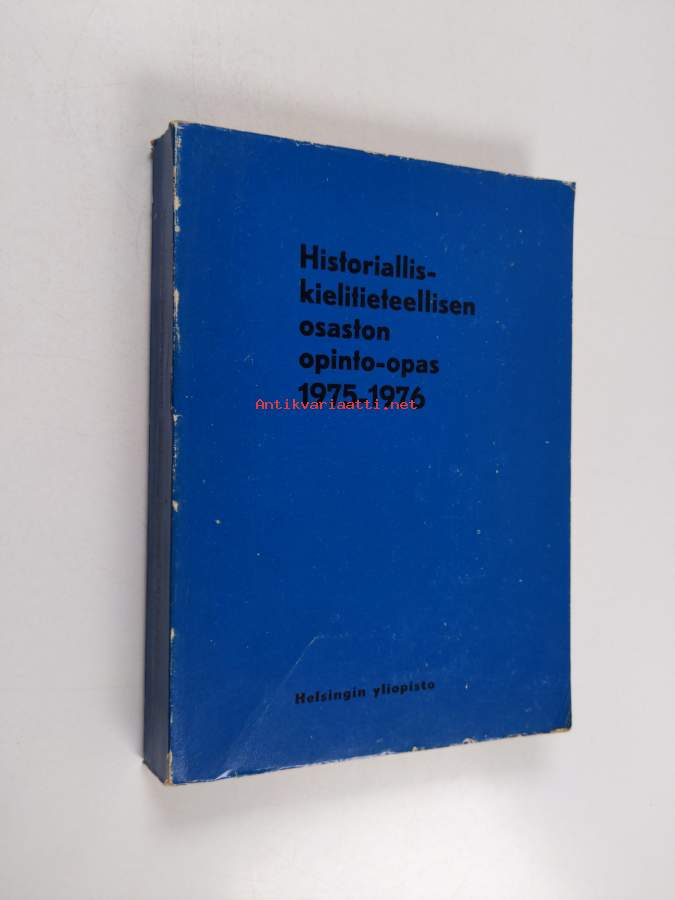 Historiallis-
kielitieteellisen
osaston
opinto-opas
1975-1976
Antikvariaatti.net
Helsingin yliopisto